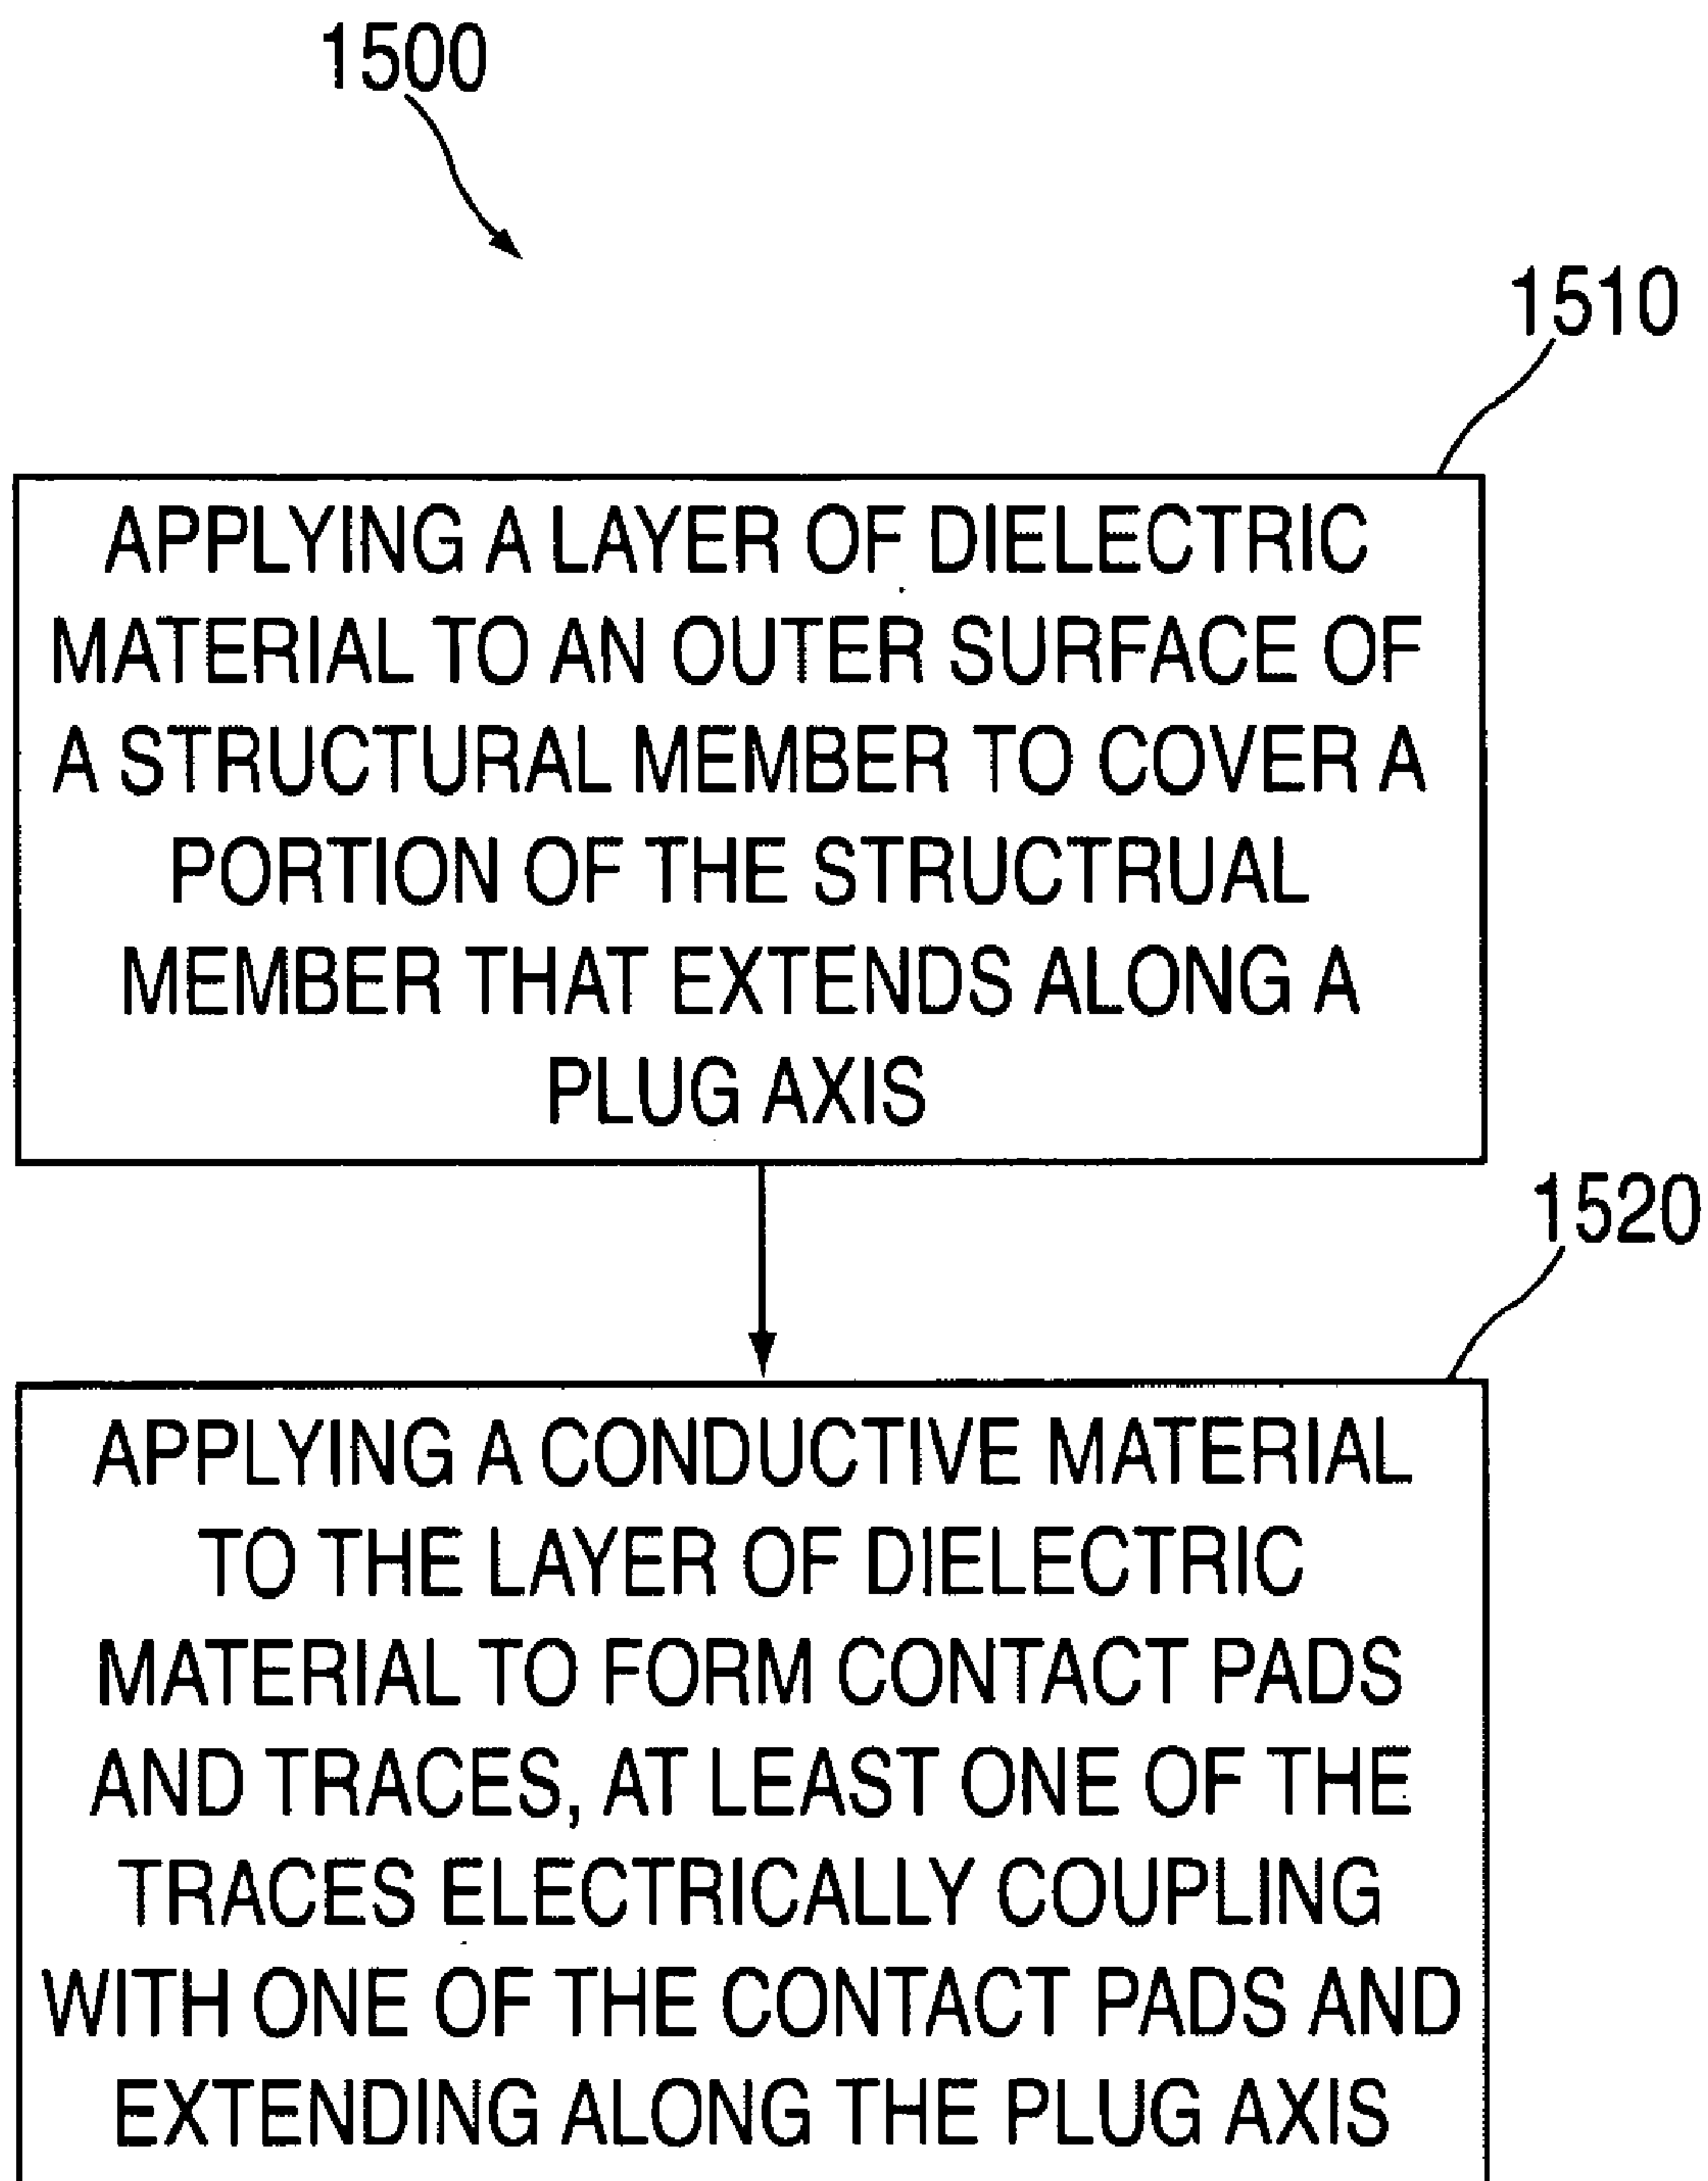 1500
1510
APPLYING A LAYER OF DIELECTRIC
MATERIAL TO AN OUTER SURFACE OF
A STRUCTURAL MEMBER TO COVER A
PORTION OF THE STRUCTRUAL
MEMBER THAT EXTENDS ALONG A
PLUG AXIS
1520
APPLYING A CONDUCTIVE MATERIAL
TO THE LAYER OF DIELECTRIC
MATERIAL TO FORM CONTACT PADS
AND TRACES, AT LEAST ONE OF THE
TRACES ELECTRICALLY COUPLING
WITH ONE OF THE CONTACT PADS AND
EXTENDING ALONG THE PLUG AXIS